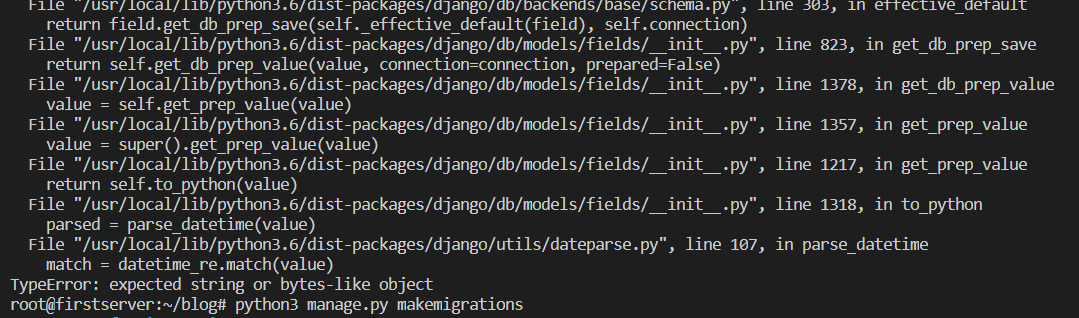 File "/usr/local/lib/python3.6/dist-packages/django/db/backends/base/schema.py", line 303, in effective_default
return field.get_db_prep_save(self._effective_default(field), self.connection)
File "/usr/local/lib/python3.6/dist-packages/django/db/models/fields/__init__.py", line 823, in get_db_prep_save
return self.get_db_prep_value(value, connection=connection, prepared=False)
File "/usr/local/lib/python3.6/dist-packages/django/db/models/fields/__init__.py", line 1378, in get_db_prep_value
value = self.get_prep_value(value)
File "/usr/local/lib/python3.6/dist-packages/django/db/models/fields/__init__.py", line 1357, in get_prep_value
value = super().get_prep_value(value)
File "/usr/local/lib/python3.6/dist-packages/django/db/models/fields/__init__.py", line 1217, in get_prep_value
return self.to_python(value)
File "/usr/local/lib/python3.6/dist-packages/django/db/models/fields/__init__.py", line 1318, in to_python
parsed = parse_datetime(value)
File "/usr/local/lib/python3.6/dist-packages/django/utils/dateparse.py", line 107, in parse_datetime
match = datetime_re.match(value)
TypeError: expected string or bytes-like object
root@firstserver:~/blog# python3 manage.py makemigrations